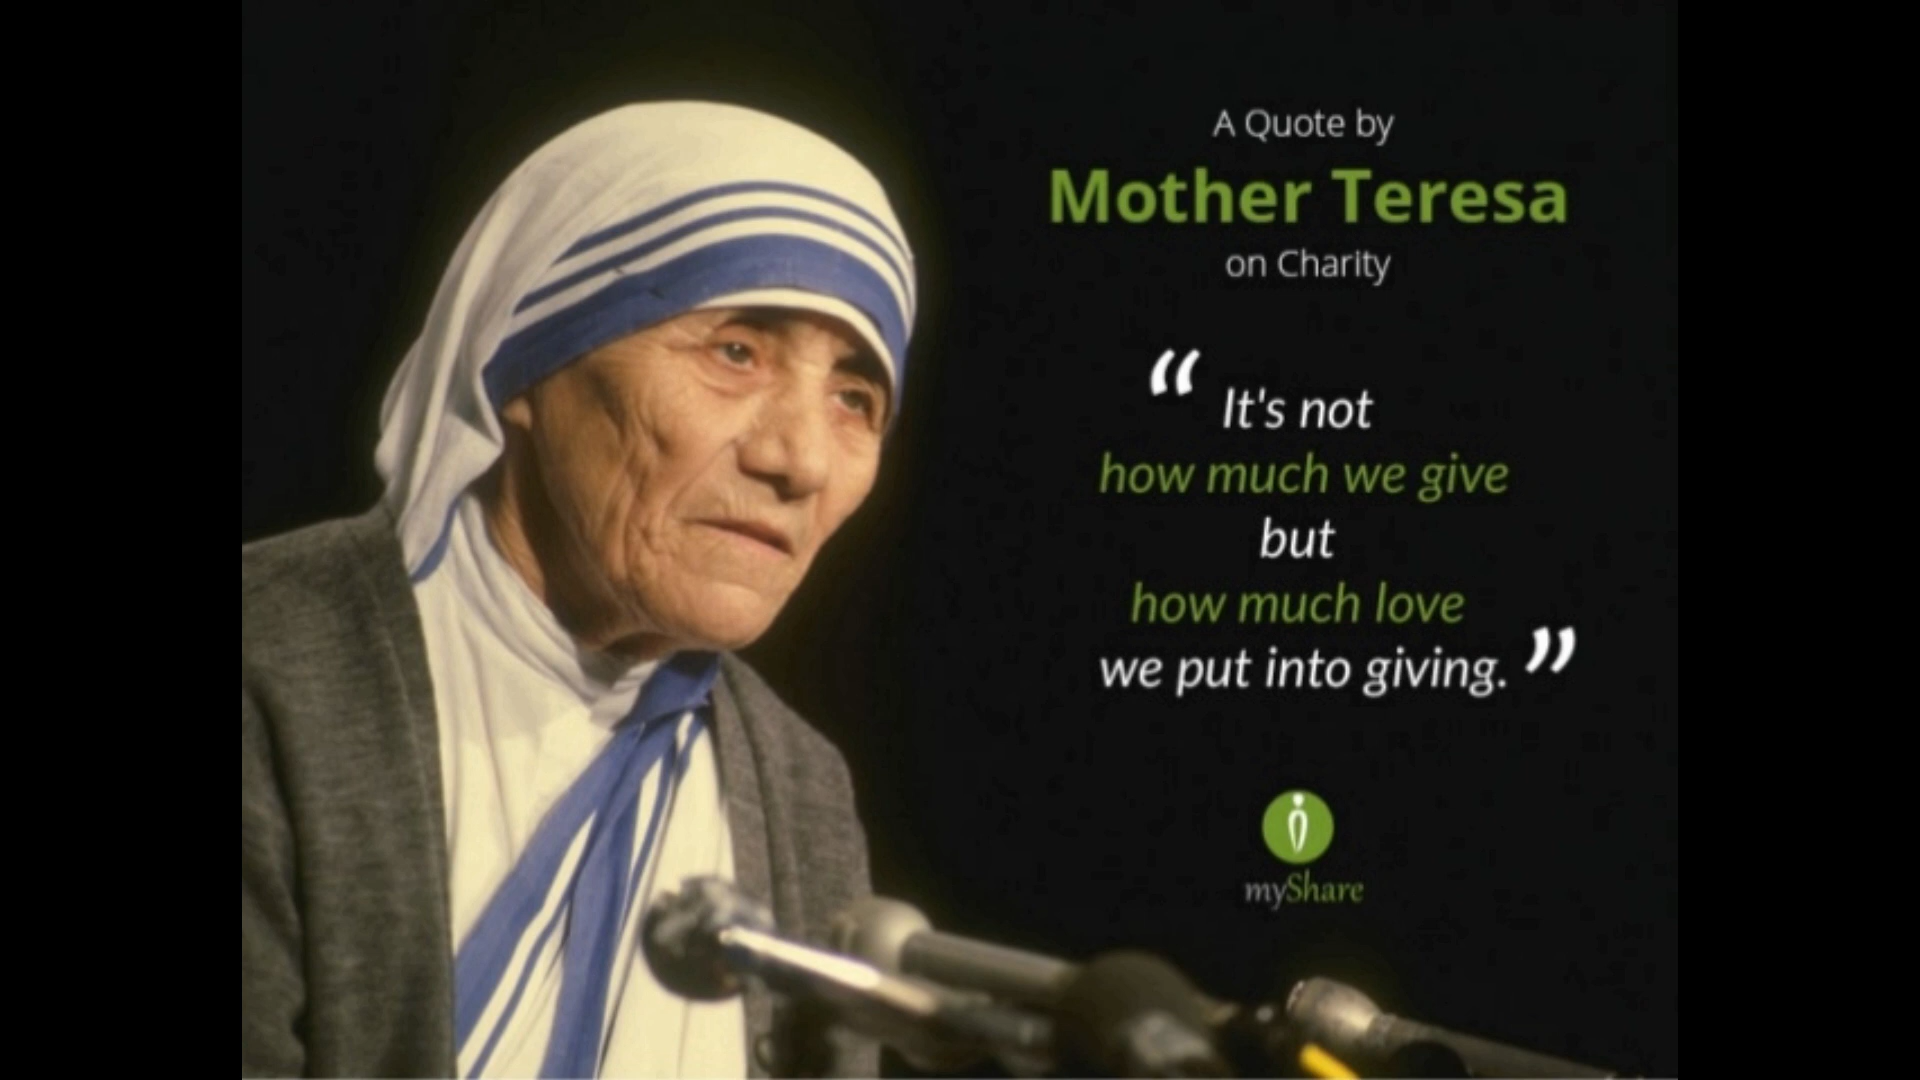 A Quote by
Mother Teresa
on Charity
“ It's not
how much we give
but
how much love
we put into giving. ”
myShare